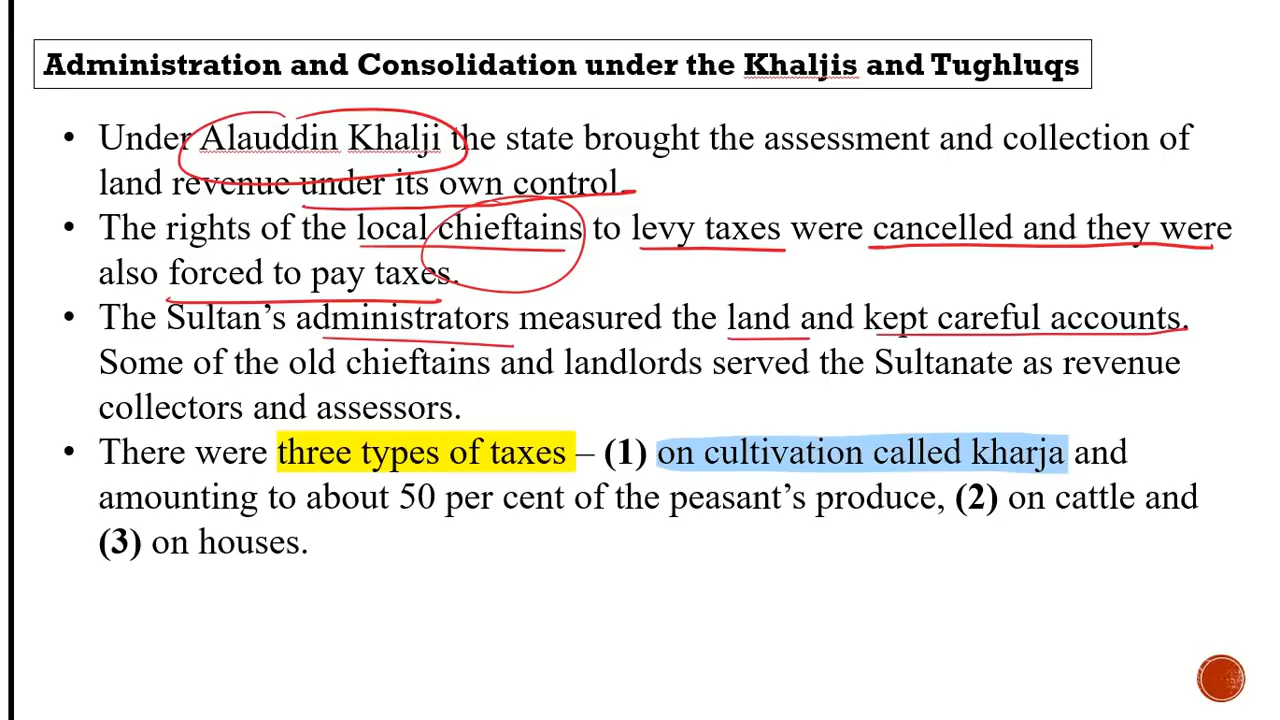 Administration and Consolidation under the Khaljis and Tughluqs
• Under Alauddin Khalji the state brought the assessment and collection of
land revenue under its own control.
• The rights of the local chieftains to levy taxes were cancelled and they were
also forced to pay taxes.
• The Sultan’s administrators measured the land and kept careful accounts.
Some of the old chieftains and landlords served the Sultanate as revenue
collectors and assessors.
• There were three types of taxes – (1) on cultivation called kharja and
amounting to about 50 per cent of the peasant’s produce, (2) on cattle and
(3) on houses.